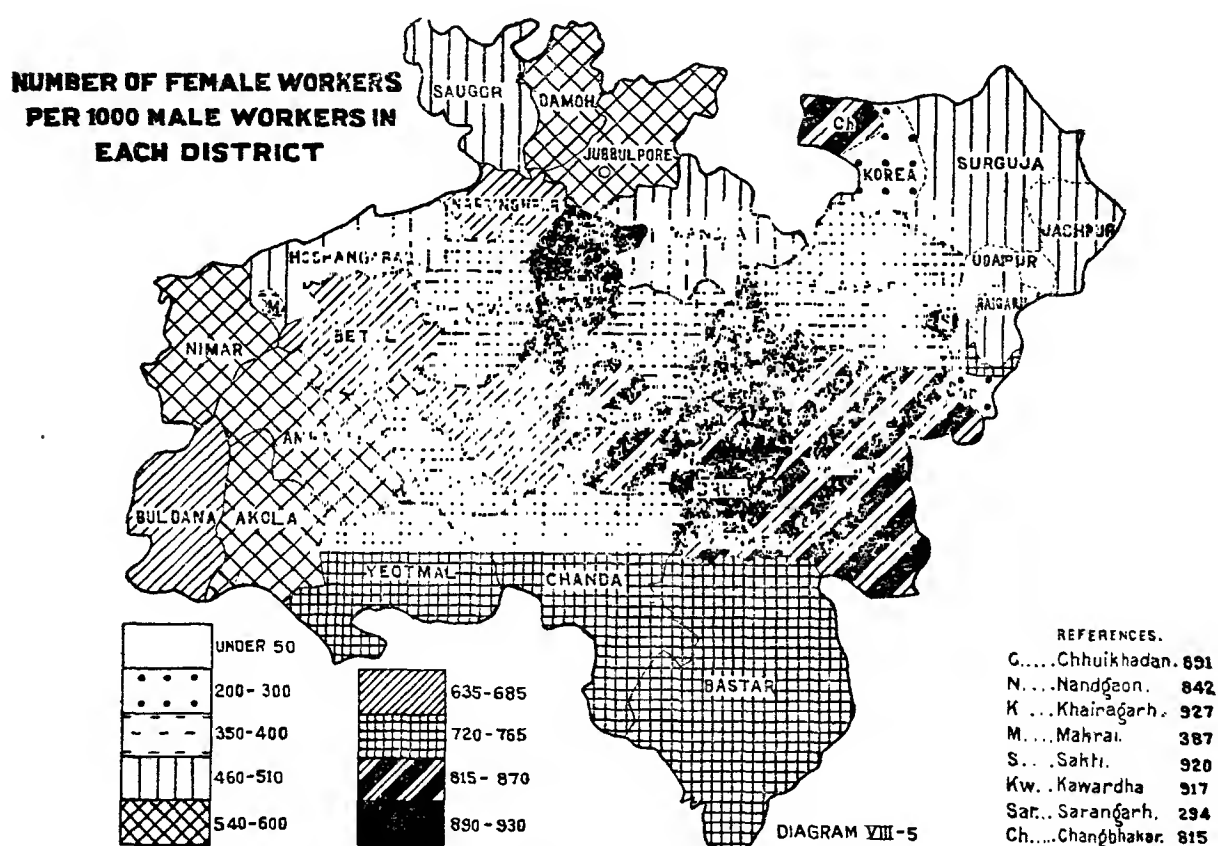 NUMBER OF FEMALE WORKERS
PER 1000 MALE WORKERS IN
EACH DISTRICT
SAUGOR
DAMOH
JUBBULPORE
Ch
KOREA
SURGUJA
JASHPUR
UDAIPUR
RAIGARH
HOSHANGABAD
M
NIMAR
BULDANA
AKOLA
YEOTMAL
CHANDA
BASTAR
UNDER 50
200-300
350-400
460-510
540-600
635-685
720-765
815-870
890-930
DIAGRAM VIII-5
REFERENCES.
C.....Chhuikhadan. 891
N....Nandgaon. 842
K ...Khairagarh. 927
M....Makrai. 387
S...Sakti. 920
Kw..Kawardha 917
Sar...Sarangarh. 294
Ch....Changbhakar. 815